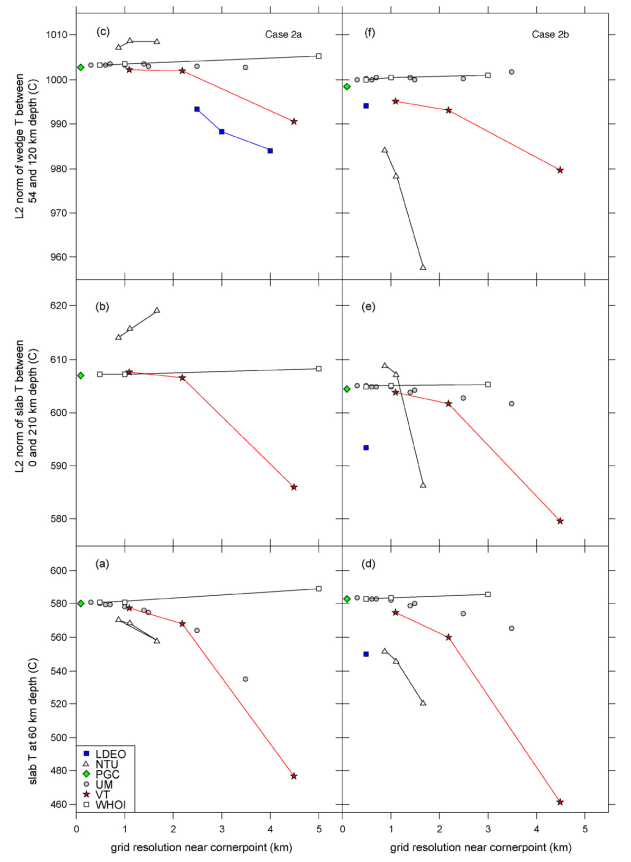 (c)
Case 2a
1010
1000
990
980
970
960
L2 norm of wedge T between
54 and 120 km depth (C)
(f)
Case 2b
(b)
620
610
600
590
580
L2 norm of slab T between
0 and 210 km depth (C)
(e)
(a)
600
580
560
540
520
500
480
460
slab T at 60 km depth (C)
LDEO
NTU
PGC
UM
VT
WHOI
0 1 2 3 4 5
grid resolution near cornerpoint (km)
(d)
0 1 2 3 4 5
grid resolution near cornerpoint (km)